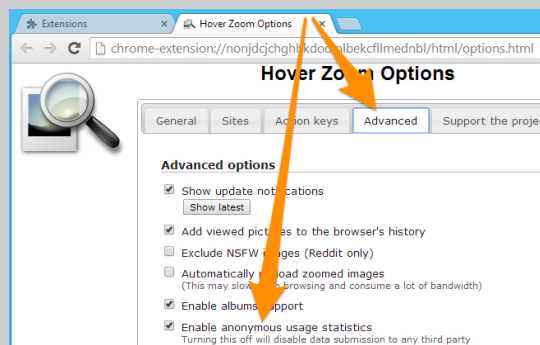 Extensions
Hover Zoom Options
chrome-extension://nonjdcjchghhkdoolnlbekcfllmednbl/html/options.html
Hover Zoom Options
General Sites Action keys Advanced Support the proje
Advanced options
Show update notifications
Show latest
Add viewed pictures to the browser's history
Exclude NSFW images (Reddit only)
Automatically preload zoomed images
(This may slow down browsing and consume a lot of bandwidth)
Enable albums support
Enable anonymous usage statistics
Turning this off will disable data submission to any third party